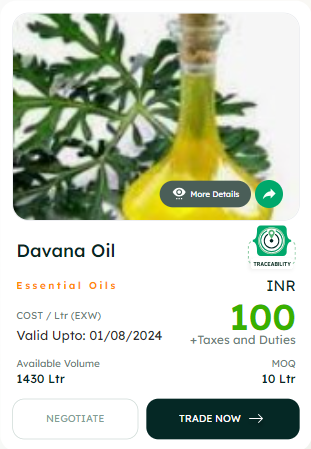 More Details
Davana Oil
TRACEABILITY
Essential Oils
INR
COST / Ltr (EXW)
100
Valid Upto: 01/08/2024
+Taxes and Duties
Available Volume
MOQ
1430 Ltr
10 Ltr
NEGOTIATE
TRADE NOW